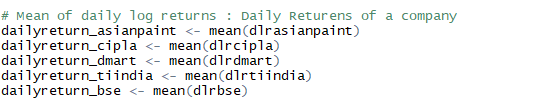 # Mean of daily log returns : Daily Returens of a company
dailyreturn_asianpaint <- mean(dlrasianpaint)
dailyreturn_cipla <- mean(dlrcipla)
dailyreturn_dmart <- mean(dlrdmart)
dailyreturn_tiindia <- mean(dlrtiindia)
dailyreturn_bse <- mean(dlrbse)